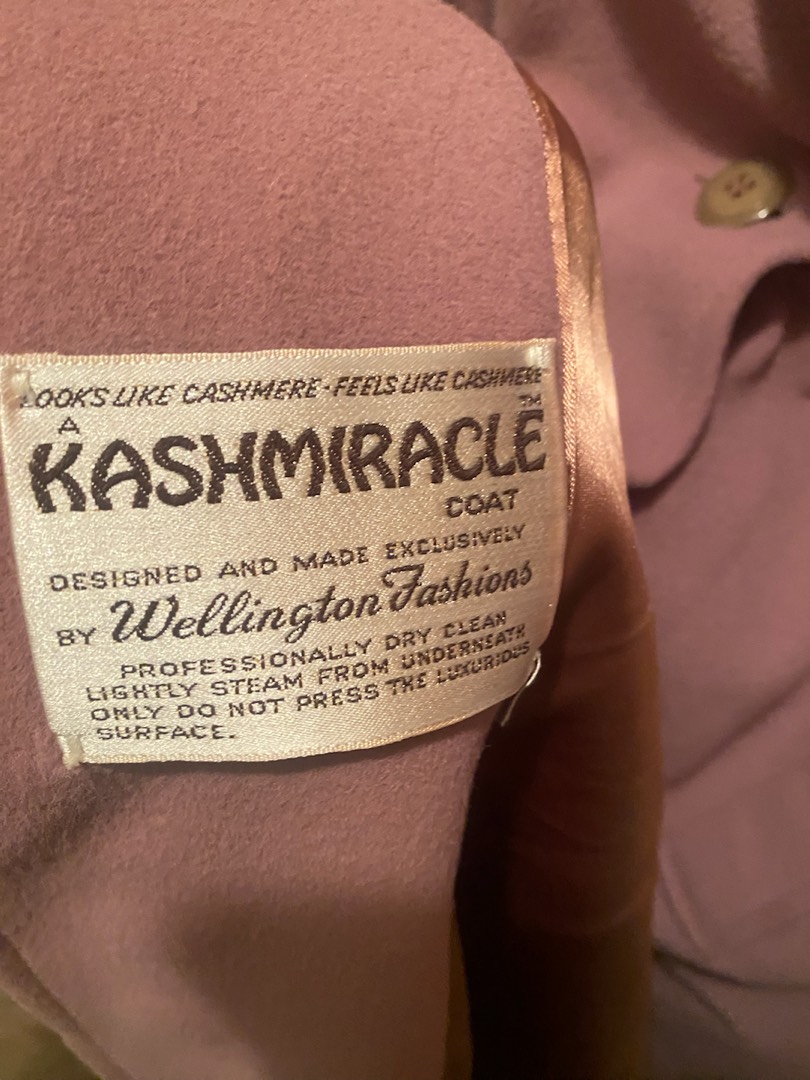 LOOKS LIKE CASHMERE-FEELS LIKE CASHMERE
A
KASHMIRACLE™
COAT
DESIGNED AND MADE EXCLUSIVELY
BY Wellington Fashions
PROFESSIONALLY DRY CLEAN
LIGHTLY STEAM FROM UNDERNEATH
ONLY DO NOT PRESS THE LUXURIOUS
SURFACE.